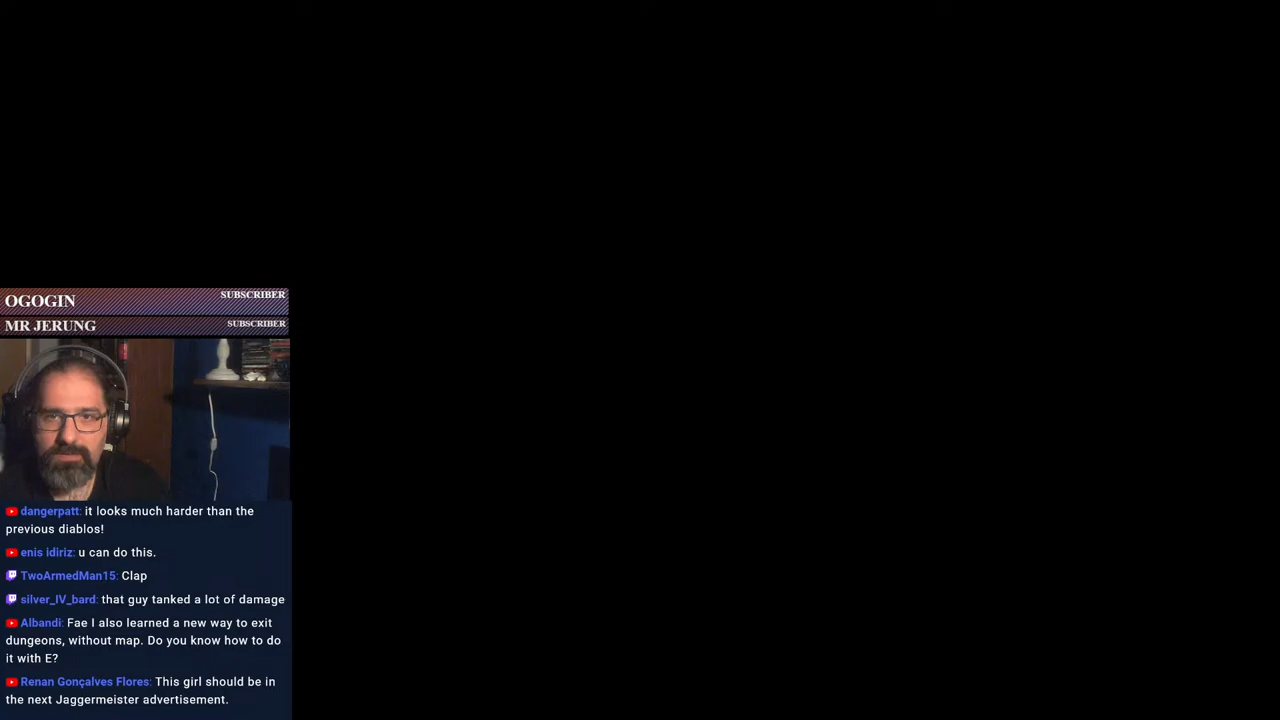 OGOGIN SUBSCRIBER
MR JERUNG SUBSCRIBER
dangerpatt: it looks much harder than the
previous diablos!
enis idiriz: u can do this.
TwoArmedMan15: Clap
silver_IV_bard: that guy tanked a lot of damage
Albandi: Fae I also learned a new way to exit
dungeons, without map. Do you know how to do
it with E?
Renan Gonçalves Flores: This girl should be in
the next Jaggermeister advertisement.